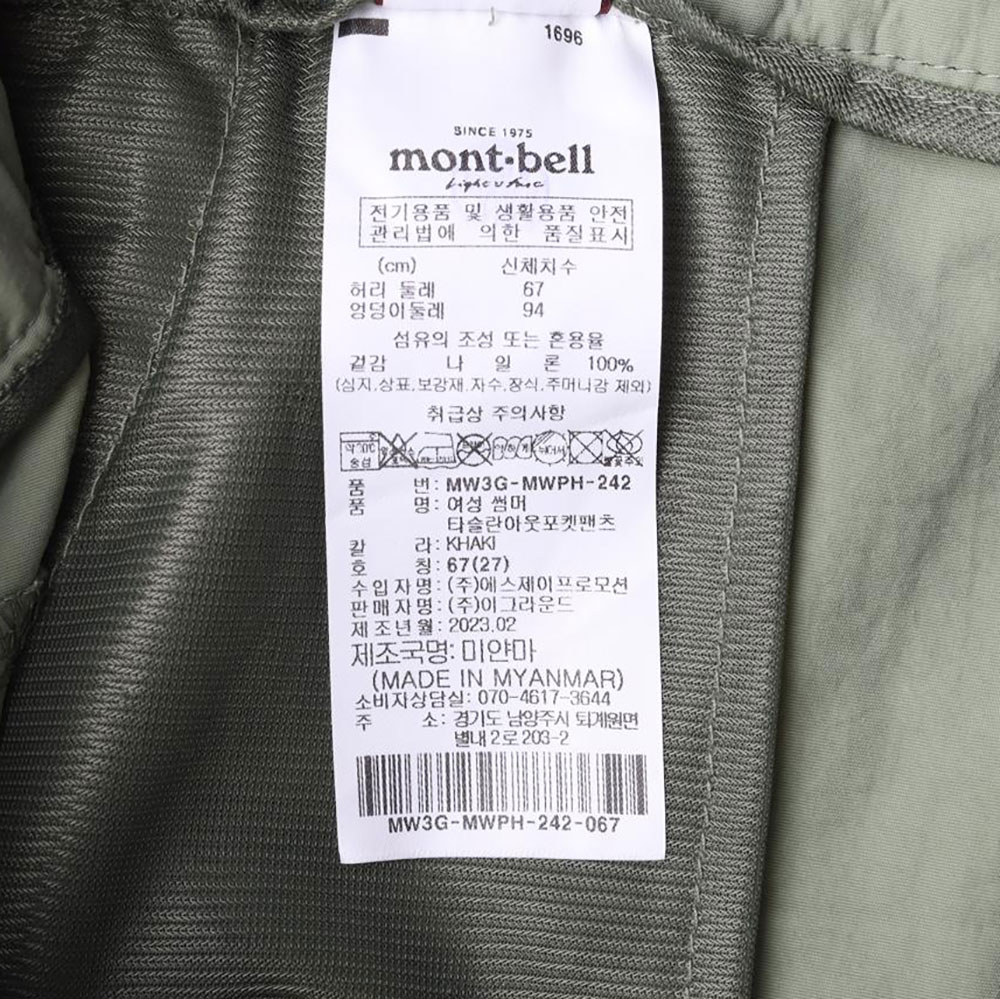 1696
SINCE 1975
mont·bell
전기용품 및 생활용품 안전
관리법에 의한 품질표시
(cm) 신체치수
허리 둘레 67
엉덩이둘레 94
섬유의 조성 또는 혼용율
겉감 나 일 론 100%
(심지,상표,보강재,자수,장식,주머니감 제외)
취급상 주의사항
품 번: MW3G-MWPH-242
품 명: 여성 썸머
타슬란아웃포켓팬츠
칼 라: KHAKI
호 칭: 67(27)
수입자명: (주)에스제이프로모션
판매자명: (주)이그라운드
제조년월: 2023.02
제조국명: 미얀마
(MADE IN MYANMAR)
소비자상담실: 070-4617-3644
주 소: 경기도 남양주시 퇴계원면
별내2로 203-2
MW3G-MWPH-242-067